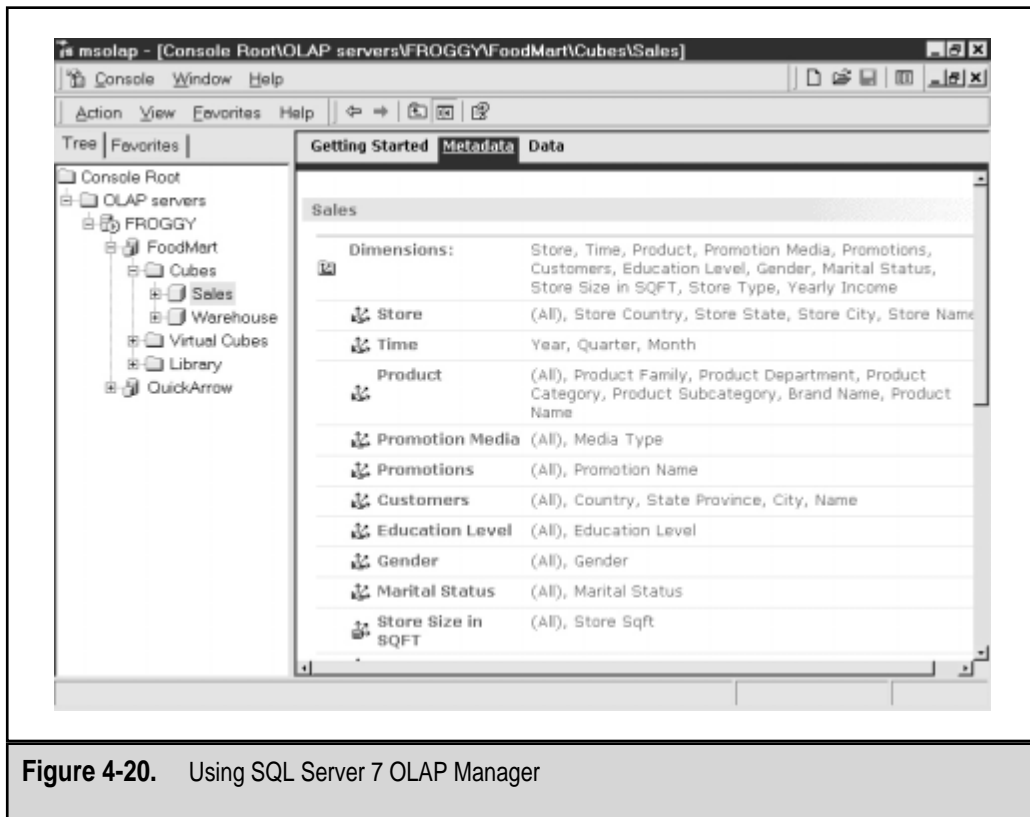 msolap - [Console Root\OLAP servers\FROGGY\FoodMart\Cubes\Sales]
Console Window Help
Action View Favorites Help
Tree Favorites
Getting Started Metadata Data
Console Root
OLAP servers
FROGGY
FoodMart
Cubes
Sales
Warehouse
Virtual Cubes
Library
QuickArrow
Sales
Dimensions: Store, Time, Product, Promotion Media, Promotions,
Customers, Education Level, Gender, Marital Status,
Store Size in SQFT, Store Type, Yearly Income
Store (All), Store Country, Store State, Store City, Store Name
Time Year, Quarter, Month
Product (All), Product Family, Product Department, Product
Category, Product Subcategory, Brand Name, Product
Name
Promotion Media (All), Media Type
Promotions (All), Promotion Name
Customers (All), Country, State Province, City, Name
Education Level (All), Education Level
Gender (All), Gender
Marital Status (All), Marital Status
Store Size in (All), Store Sqft
SQFT
Figure 4-20. Using SQL Server 7 OLAP Manager